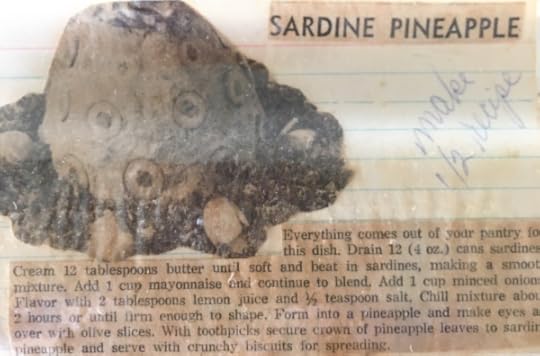 SARDINE PINEAPPLE
make
1/2 recipe
Everything comes out of your pantry fo
this dish. Drain 12 (4 oz.) cans sardines
Cream 12 tablespoons butter until soft and beat in sardines, making a smoot
mixture. Add 1 cup mayonnaise and continue to blend. Add 1 cup minced onion
Flavor with 2 tablespoons lemon juice and ½ teaspoon salt. Chill mixture abou
2 hours or until firm enough to shape. Form into a pineapple and make eyes a
over with olive slices. With toothpicks secure crown of pineapple leaves to sardin
pineapple and serve with crunchy biscuits for spreading.